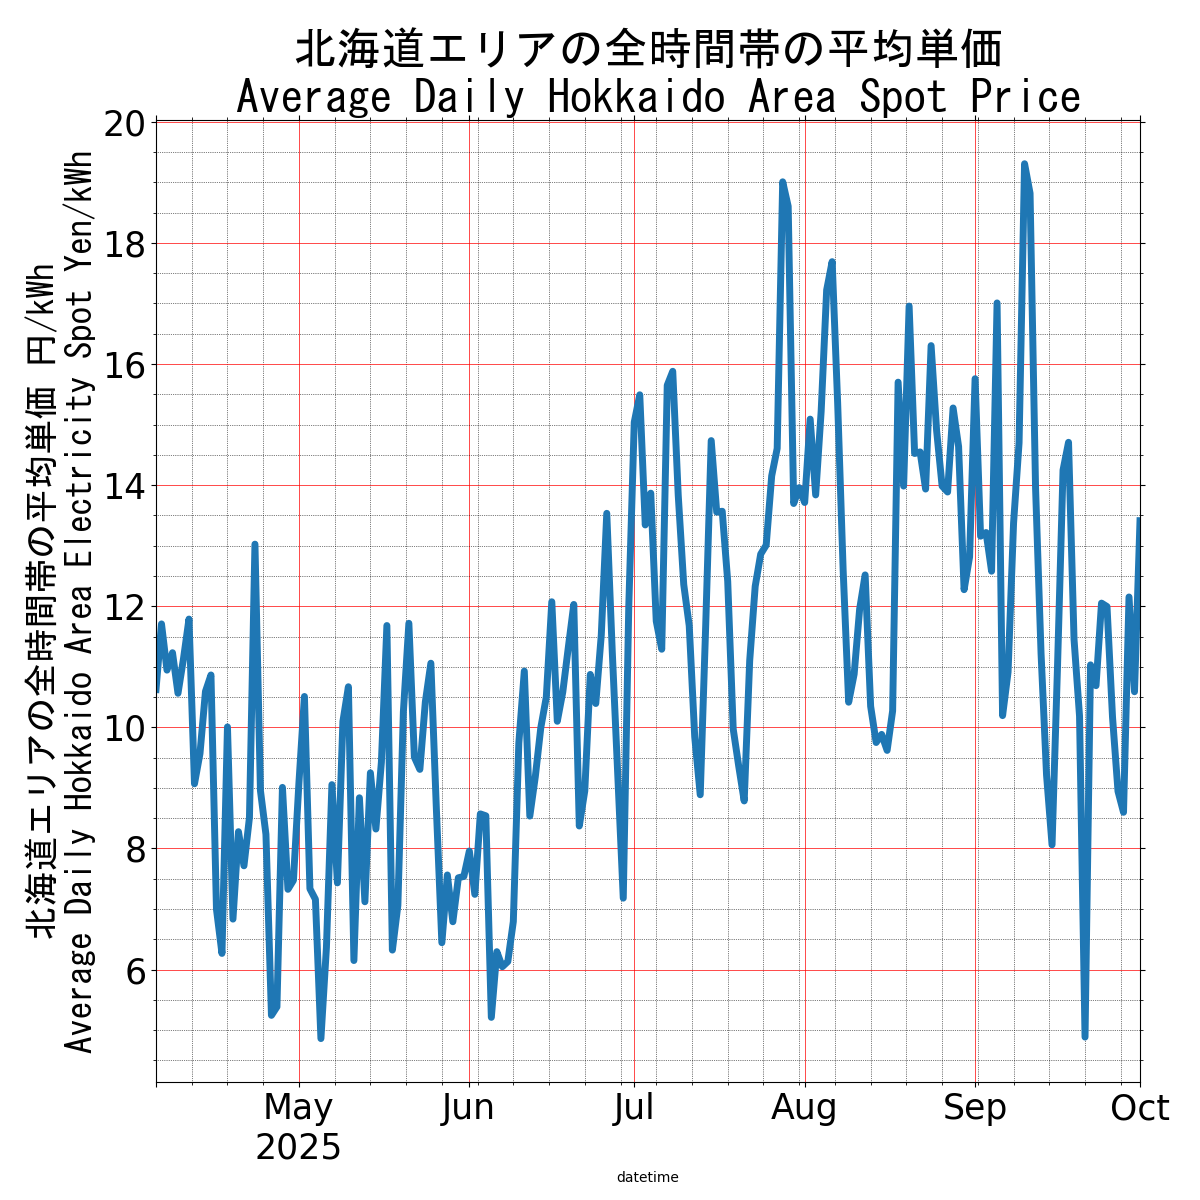 北海道エリアの全時間帯の平均単価
Average Daily Hokkaido Area Spot Price
北海道エリアの全時間帯の平均単価 円/kWh
Average Daily Hokkaido Area Electricity Spot Yen/kWh
20
18
16
14
12
10
8
6
May
2025
Jun
Jul
Aug
Sep
Oct
datetime